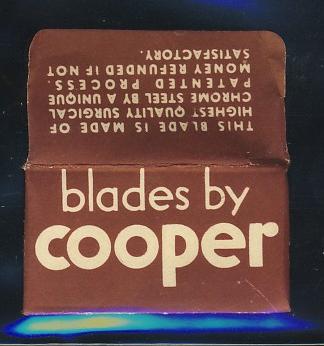 THIS BLADE IS MADE OF
HIGHEST QUALITY SURGICAL
CHROME STEEL BY A UNIQUE
PATENTED PROCESS.
MONEY REFUNDED IF NOT
SATISFACTORY.
blades by
cooper